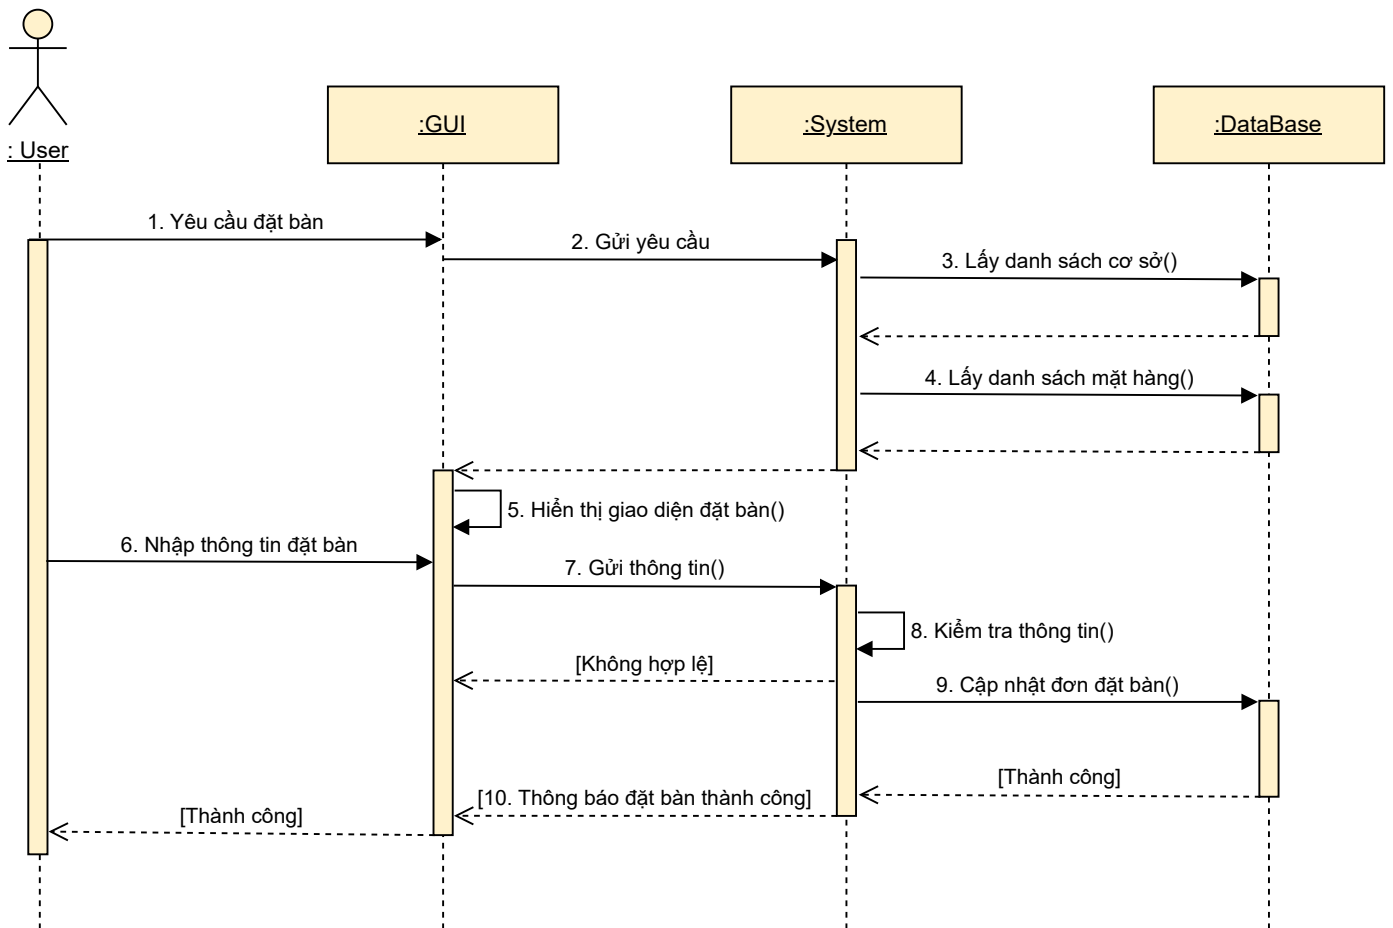 : User
:GUI
:System
:DataBase
1. Yêu cầu đặt bàn
2. Gửi yêu cầu
3. Lấy danh sách cơ sở()
4. Lấy danh sách mặt hàng()
5. Hiển thị giao diện đặt bàn()
6. Nhập thông tin đặt bàn
7. Gửi thông tin()
8. Kiểm tra thông tin()
[Không hợp lệ]
9. Cập nhật đơn đặt bàn()
[Thành công]
[10. Thông báo đặt bàn thành công]
[Thành công]